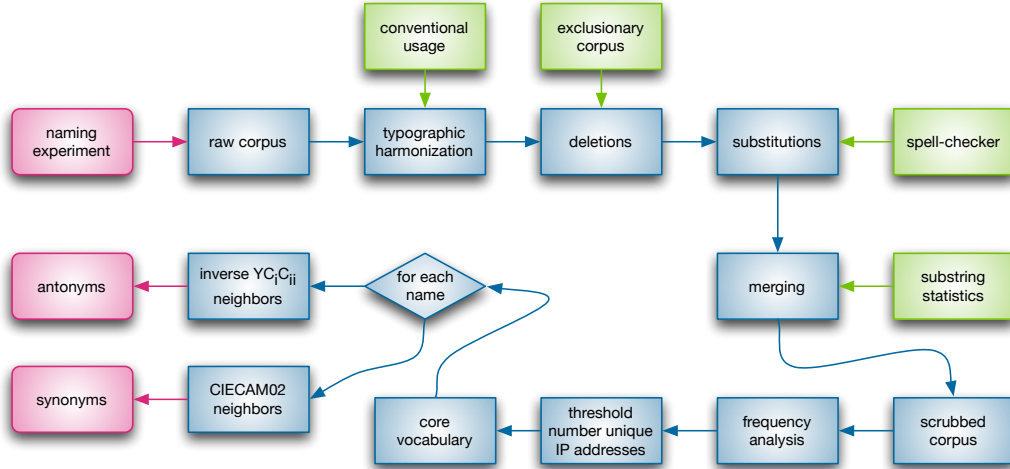 conventional
usage
exclusionary
corpus
naming
experiment
raw corpus
typographic
harmonization
deletions
substitutions
spell-checker
antonyms
inverse YCiCii
neighbors
for each
name
merging
substring
statistics
synonyms
CIECAM02
neighbors
core
vocabulary
threshold
number unique
IP addresses
frequency
analysis
scrubbed
corpus